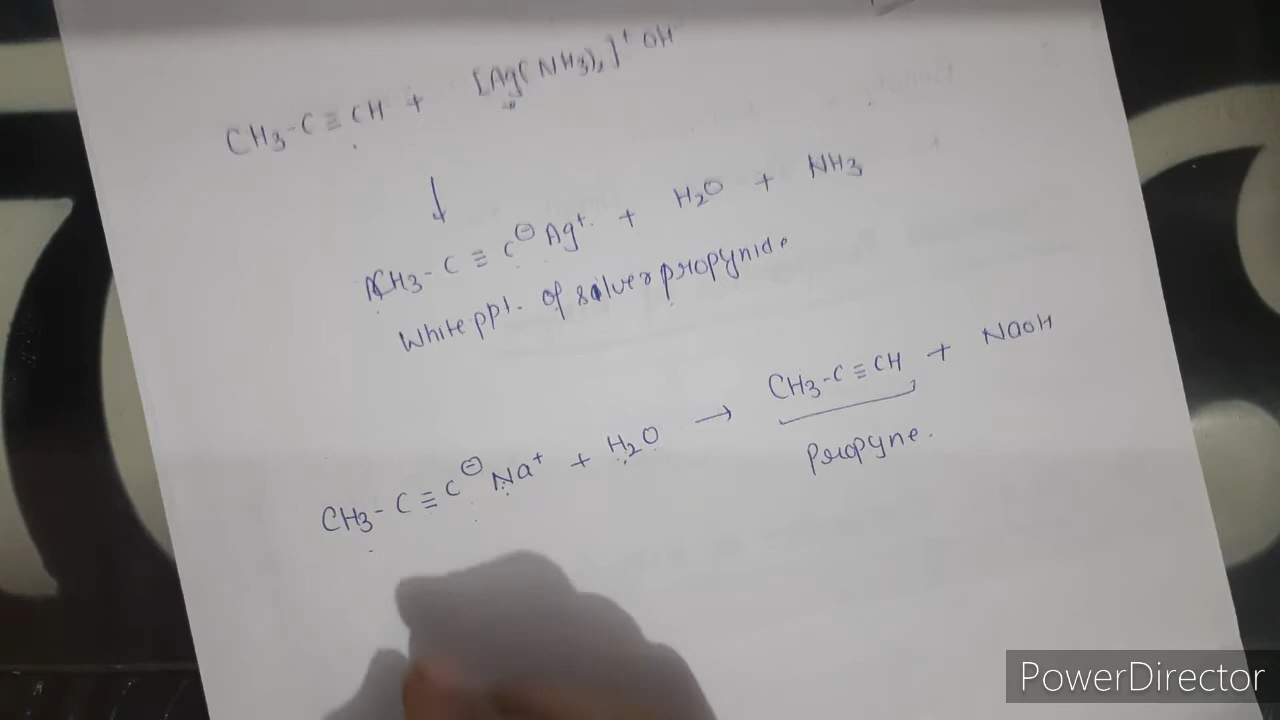 CH3-C≡CH + [Ag(NH3)2]+ OH
↓
CH3-C≡C⊖ Ag+ + H2O + NH3
White ppt. of silver propynide
CH3-C≡C⊖ Na+ + H2O → CH3-C≡CH + NaOH
propyne.
PowerDirector